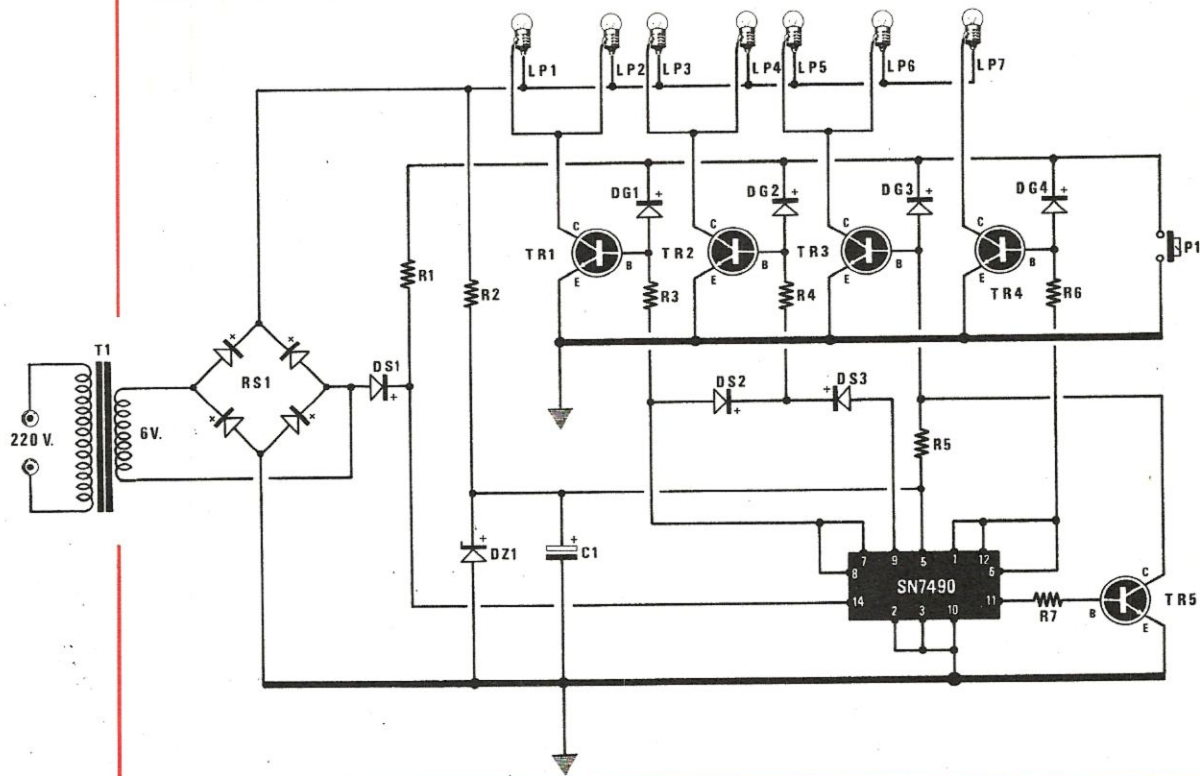 LP1 LP2 LP3 LP4 LP5 LP6 LP7
DG1 + DG2 + DG3 + DG4 +
C C C C
TR1 B TR2 B TR3 B B P1
E E E E
TR4
R1 R2 R3 R4 R6
T1
RS1 DS1 +
220 V. 6V.
DS2 + + DS3
R5
+ DZ1 + C1
7 9 5 1 12
8 6
SN7490
14 11
2 3 10
R7 B C E TR5